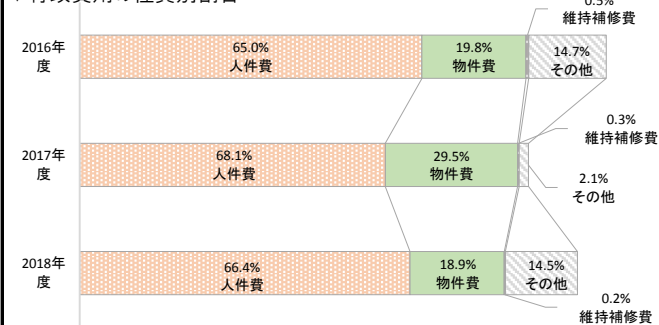 行政費用の性質別割合
0.5%
維持補修費
2016年
度
65.0%
人件費
19.8%
物件費
14.7%
その他
0.3%
維持補修費
2017年
度
68.1%
人件費
29.5%
物件費
2.1%
その他
2018年
度
66.4%
人件費
18.9%
物件費
14.5%
その他
0.2%
維持補修費